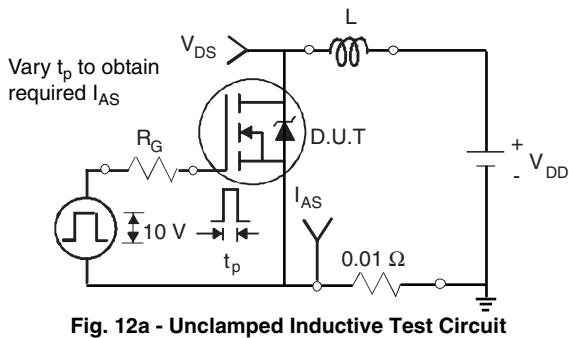 L
V_DS
Vary t_p to obtain
required I_AS
R_G
D.U.T
+
V_DD
-
I_AS
10 V
t_p
0.01 Ω
Fig. 12a - Unclamped Inductive Test Circuit